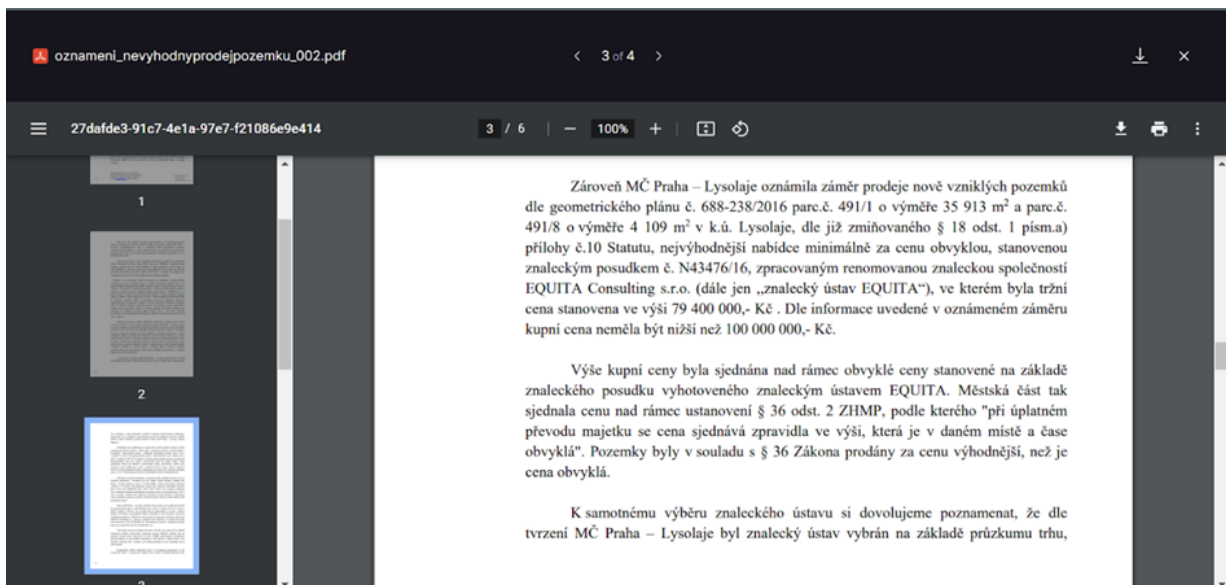 oznameni_nevyhodnyprodejpozemku_002.pdf
3 of 4
27dafde3-91c7-4e1a-97e7-f21086e9e414
3 / 6
100%
1
2
3
Zároveň MČ Praha – Lysolaje oznámila záměr prodeje nově vzniklých pozemků
dle geometrického plánu č. 688-238/2016 parc.č. 491/1 o výměře 35 913 m² a parc.č.
491/8 o výměře 4 109 m² v k.ú. Lysolaje, dle již zmiňovaného § 18 odst. 1 písm.a)
přílohy č.10 Statutu, nejvýhodnější nabídce minimálně za cenu obvyklou, stanovenou
znaleckým posudkem č. N43476/16, zpracovaným renomovanou znaleckou společností
EQUITA Consulting s.r.o. (dále jen „znalecký ústav EQUITA“), ve kterém byla tržní
cena stanovena ve výši 79 400 000,- Kč . Dle informace uvedené v oznámeném záměru
kupní cena neměla být nižší než 100 000 000,- Kč.
Výše kupní ceny byla sjednána nad rámec obvyklé ceny stanovené na základě
znaleckého posudku vyhotoveného znaleckým ústavem EQUITA. Městská část tak
sjednala cenu nad rámec ustanovení § 36 odst. 2 ZHMP, podle kterého "při úplatném
převodu majetku se cena sjednává zpravidla ve výši, která je v daném místě a čase
obvyklá". Pozemky byly v souladu s § 36 Zákona prodány za cenu výhodnější, než je
cena obvyklá.
K samotnému výběru znaleckého ústavu si dovolujeme poznamenat, že dle
tvrzení MČ Praha – Lysolaje byl znalecký ústav vybrán na základě průzkumu trhu,